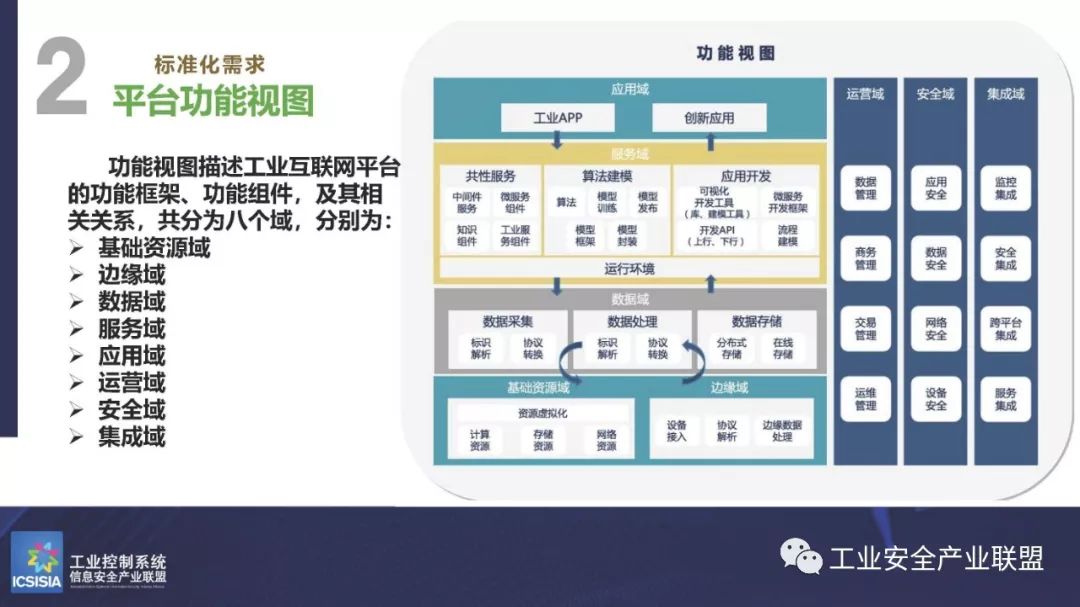 2
标准化需求
平台功能视图
功能视图描述工业互联网平台
的功能框架、功能组件，及其相
关关系，共分为八个域，分别为：
➢ 基础资源域
➢ 边缘域
➢ 数据域
➢ 服务域
➢ 应用域
➢ 运营域
➢ 安全域
➢ 集成域
功能视图
应用域
工业APP
创新应用
服务域
共性服务
中间件
服务
微服务
组件
知识
组件
工业服
务组件
算法建模
算法
模型
训练
模型
发布
模型
框架
模型
封装
应用开发
可视化
开发工具
（库、建模工具）
微服务
开发框架
开发API
（上行、下行）
流程
建模
运行环境
数据域
数据采集
标识
解析
协议
转换
数据处理
标识
解析
协议
转换
数据存储
分布式
存储
在线
存储
基础资源域
资源虚拟化
计算
资源
存储
资源
网络
资源
边缘域
设备
接入
协议
解析
边缘数据
处理
运营域
数据
管理
商务
管理
交易
管理
运维
管理
安全域
应用
安全
数据
安全
网络
安全
设备
安全
集成域
监控
集成
安全
集成
跨平台
集成
服务
集成
ICSISIA
工业控制系统
信息安全产业联盟
工业安全产业联盟